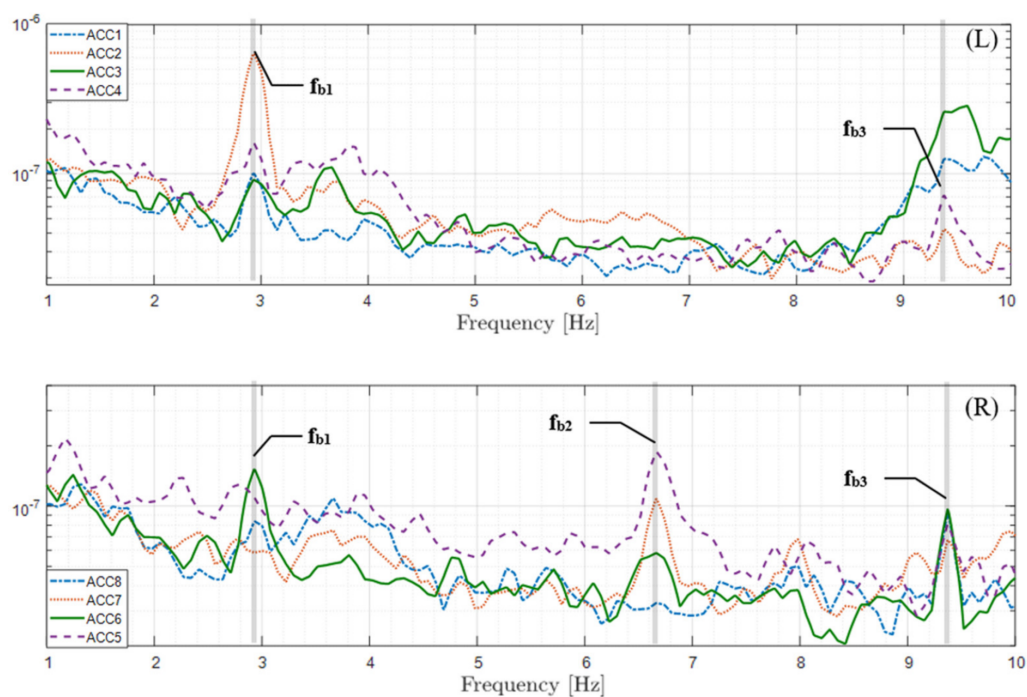 10^-6
(L)
ACC1
ACC2
ACC3
ACC4
f_b1
f_b3
10^-7
1 2 3 4 5 6 7 8 9 10
Frequency [Hz]
(R)
f_b1
f_b2
f_b3
10^-7
ACC8
ACC7
ACC6
ACC5
1 2 3 4 5 6 7 8 9 10
Frequency [Hz]